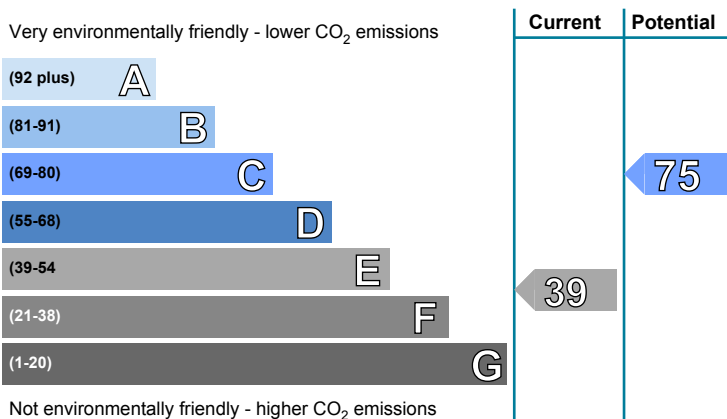 Current Potential
Very environmentally friendly - lower CO2 emissions
(92 plus) A
(81-91) B
(69-80) C
75
(55-68) D
(39-54 E
39
(21-38) F
(1-20) G
Not environmentally friendly - higher CO2 emissions